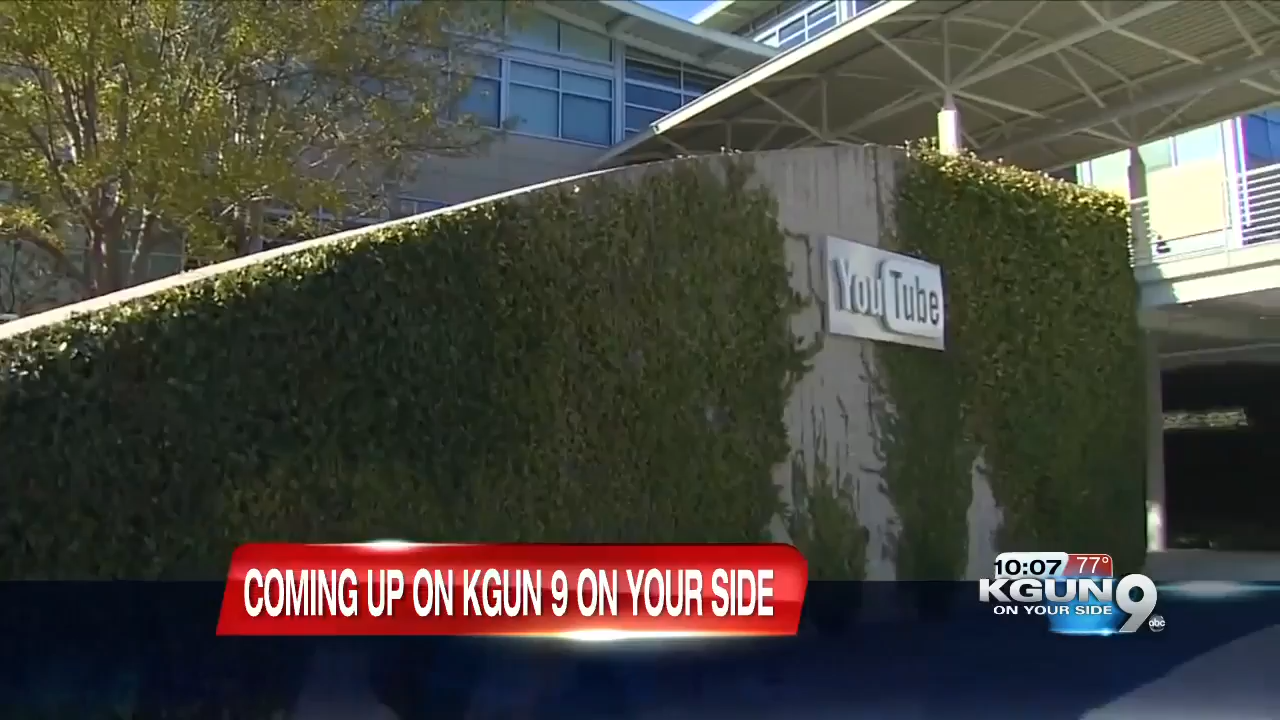 YouTube
COMING UP ON KGUN 9 ON YOUR SIDE
10:07 77°
KGUN 9
ON YOUR SIDE
abc